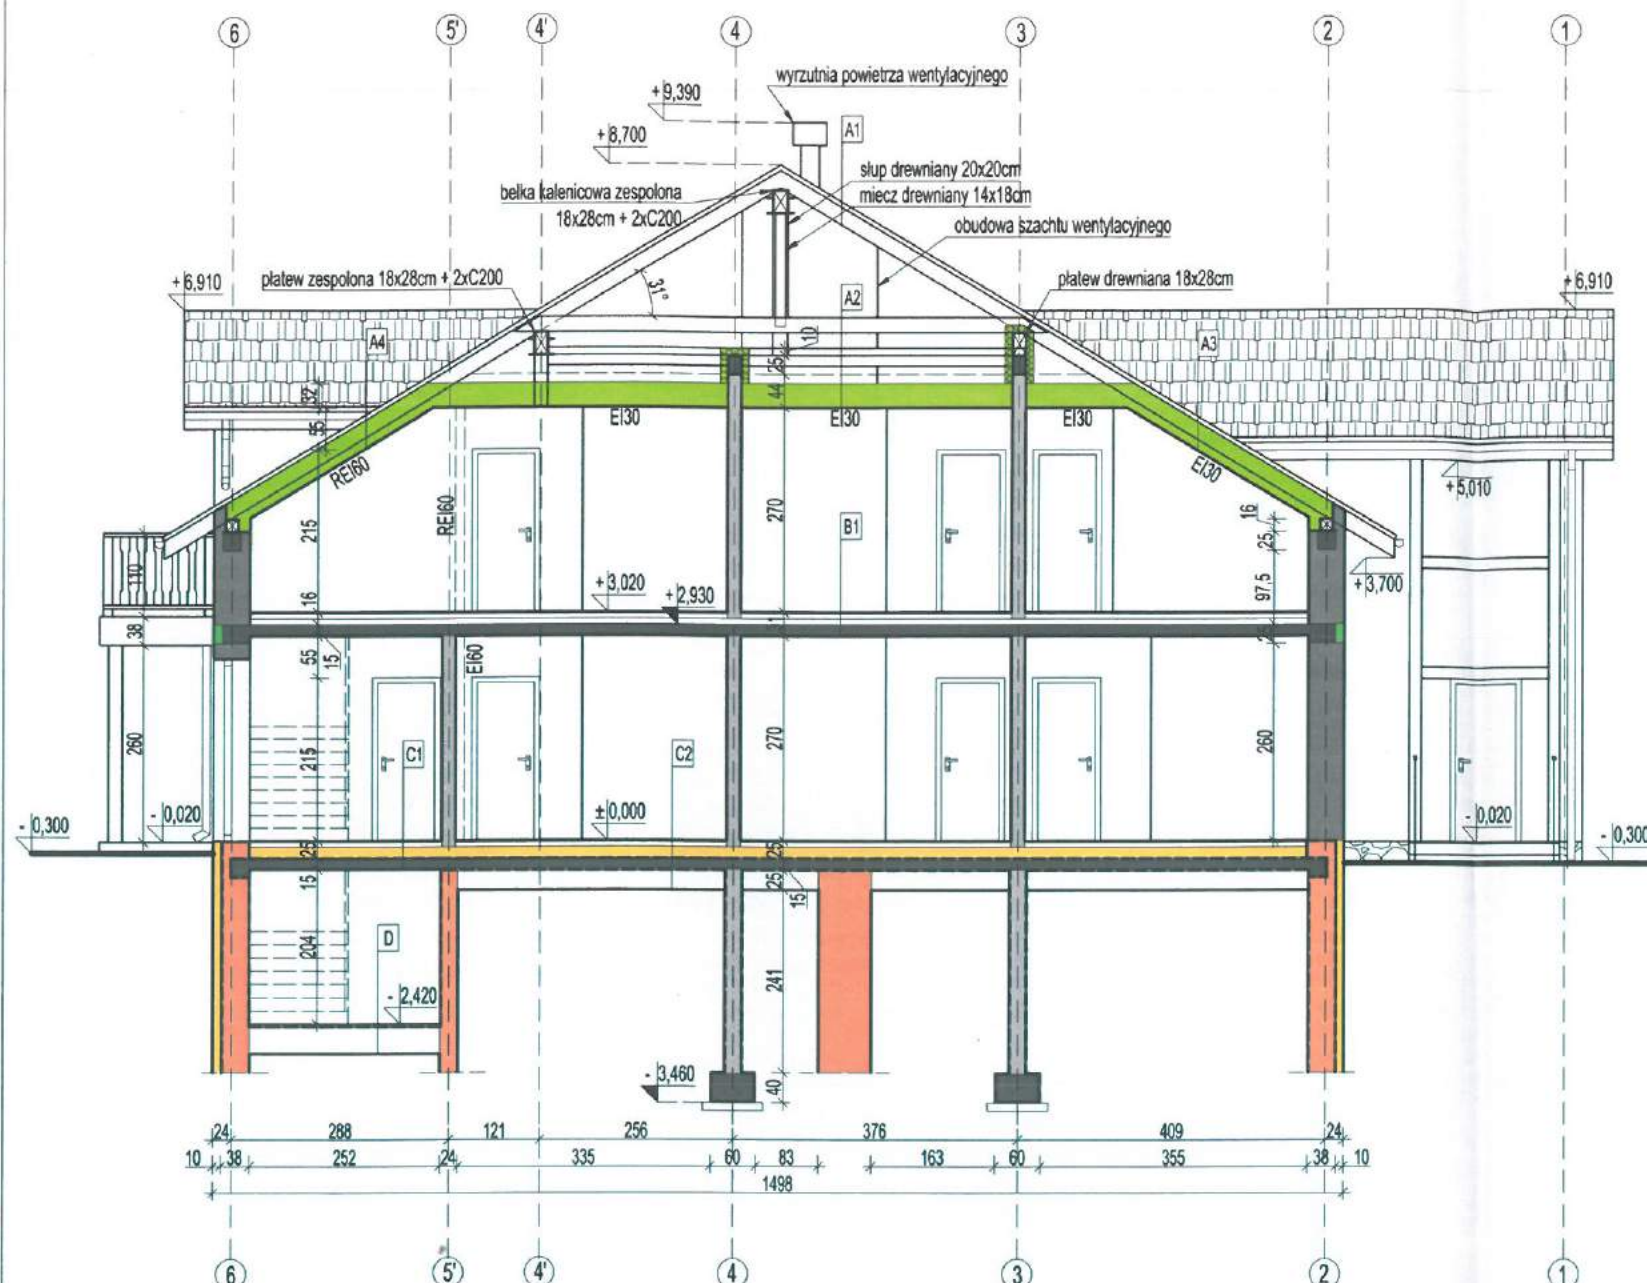 6 5' 4' 4 3 2 1
wyrzutnia powietrza wentylacyjnego
+9,390
A1
+8,700
słup drewniany 20x20cm
belka kalenicowa zespolona
miecz drewniany 14x18cm
18x28cm + 2xC200
obudowa szachtu wentylacyjnego
+6,910
płatew zespolona 18x28cm + 2xC200
31°
płatew drewniana 18x28cm
+6,910
A2
A4
10
A3
25
32
44
55
EI30
EI30
EI30
REI60
EI30
+5,010
REI60
215
270
B1
16
25
110
+3,020
+2,930
97,5
+3,700
16
38
31
25
55
15
EI60
260
215
C1
C2
270
260
- 0,300
- 0,020
±0,000
- 0,020
- 0,300
25
25
15
25
15
204
D
241
- 2,420
- 3,460
40
24 288 121 256 376 409 24
10 38 252 24 335 60 83 163 60 355 38 10
1498
6 5' 4' 4 3 2 1